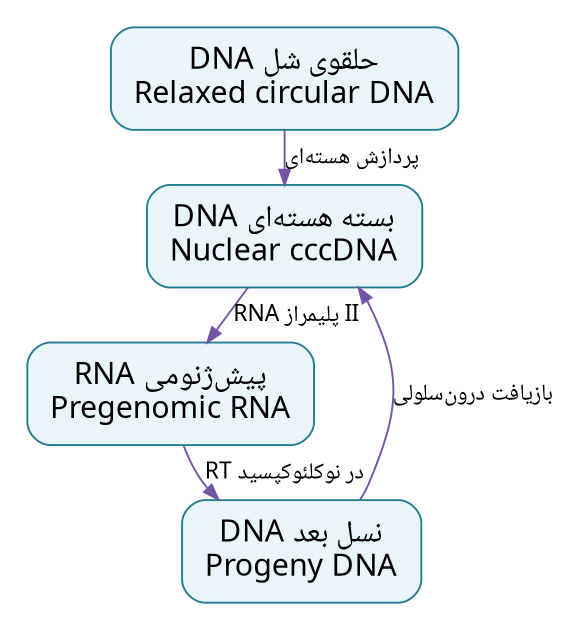 DNA حلقوی شل
Relaxed circular DNA
پردازش هسته‌ای
DNA بسته هسته‌ای
Nuclear cccDNA
RNA پلیمراز II
RNA پیش‌ژنومی
Pregenomic RNA
بازیافت درون‌سلولی
RT در نوکلئوکپسید
DNA نسل بعد
Progeny DNA